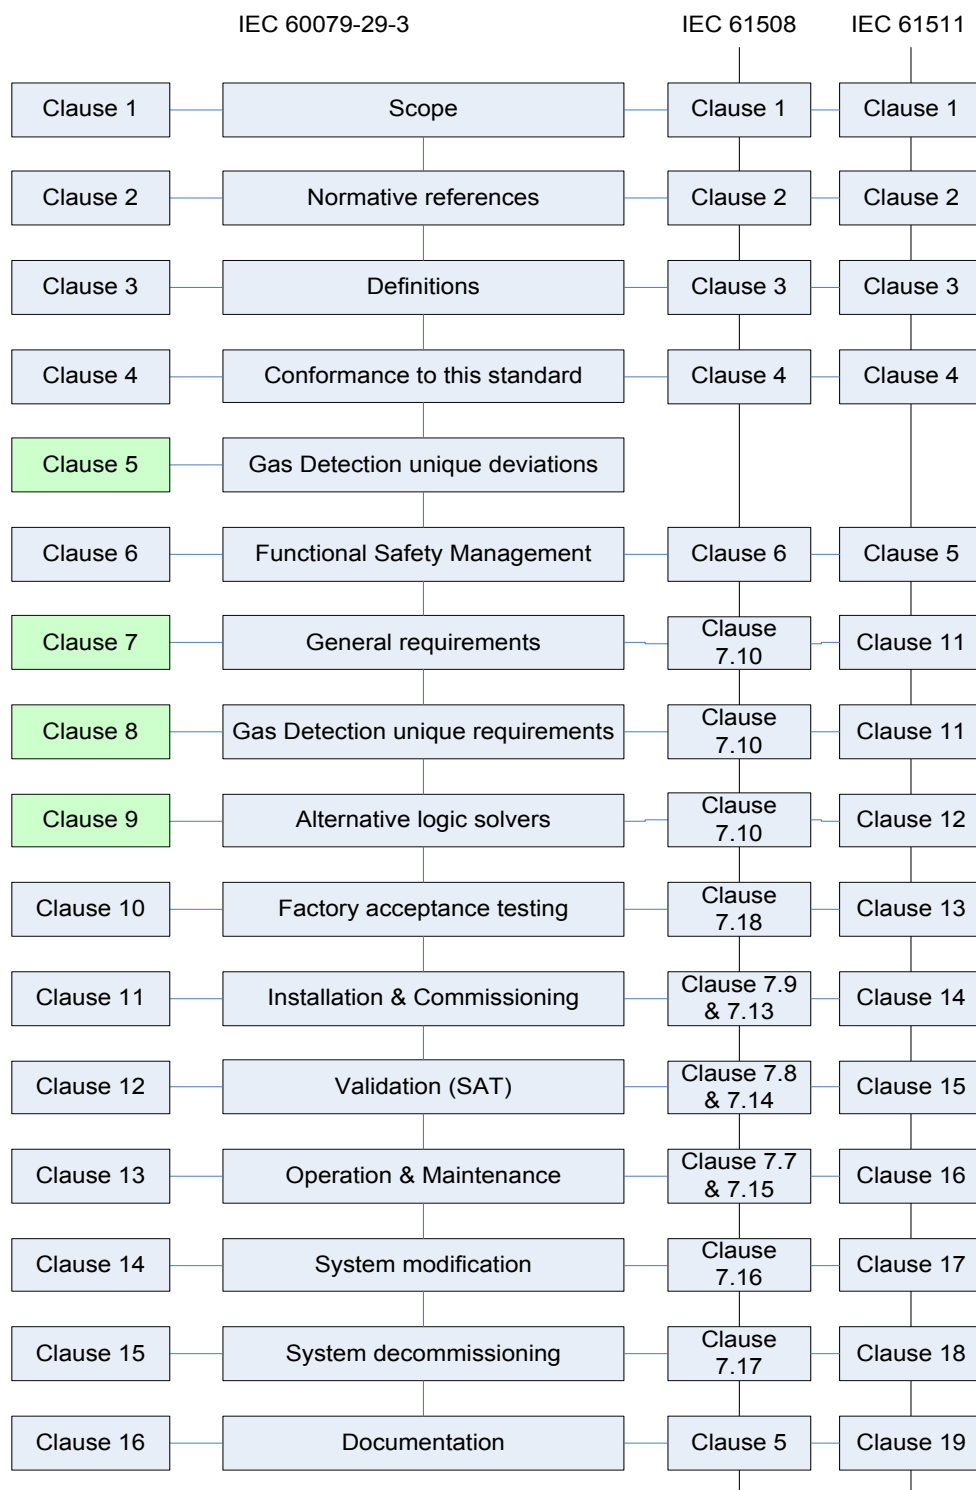 IEC 60079-29-3 IEC 61508 IEC 61511
Clause 1 Scope Clause 1 Clause 1
Clause 2 Normative references Clause 2 Clause 2
Clause 3 Definitions Clause 3 Clause 3
Clause 4 Conformance to this standard Clause 4 Clause 4
Clause 5 Gas Detection unique deviations
Clause 6 Functional Safety Management Clause 6 Clause 5
Clause 7 General requirements Clause
7.10 Clause 11
Clause 8 Gas Detection unique requirements Clause
7.10 Clause 11
Clause 9 Alternative logic solvers Clause
7.10 Clause 12
Clause 10 Factory acceptance testing Clause
7.18 Clause 13
Clause 11 Installation & Commissioning Clause 7.9
& 7.13 Clause 14
Clause 12 Validation (SAT) Clause 7.8
& 7.14 Clause 15
Clause 13 Operation & Maintenance Clause 7.7
& 7.15 Clause 16
Clause 14 System modification Clause
7.16 Clause 17
Clause 15 System decommissioning Clause
7.17 Clause 18
Clause 16 Documentation Clause 5 Clause 19